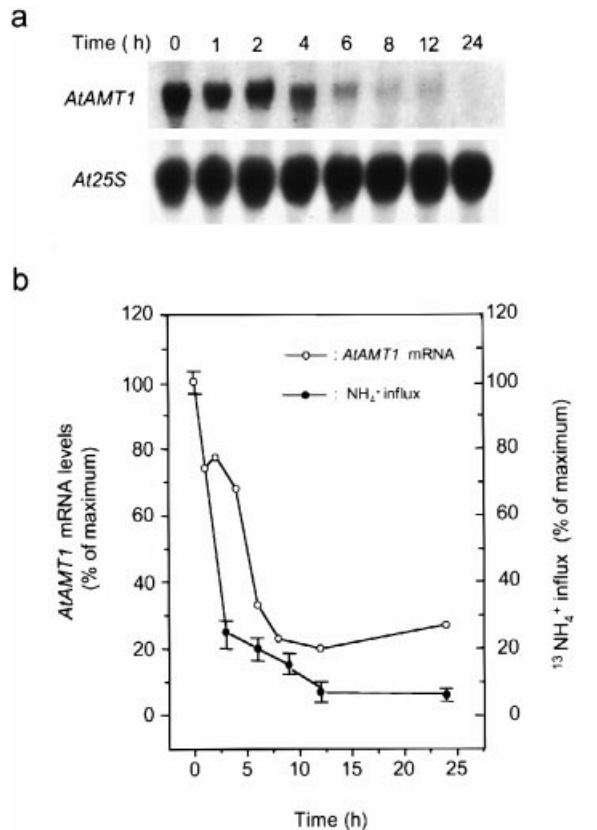 a
Time ( h) 0 1 2 4 6 8 12 24
AtAMT1
At25S
b
120 120
: AtAMT1 mRNA
100 100
: NH₄⁺ influx
80 80
60 60
40 40
20 20
0 0
AtAMT1 mRNA levels
(% of maximum)
¹³NH₄⁺ influx (% of maximum)
0 5 10 15 20 25
Time (h)